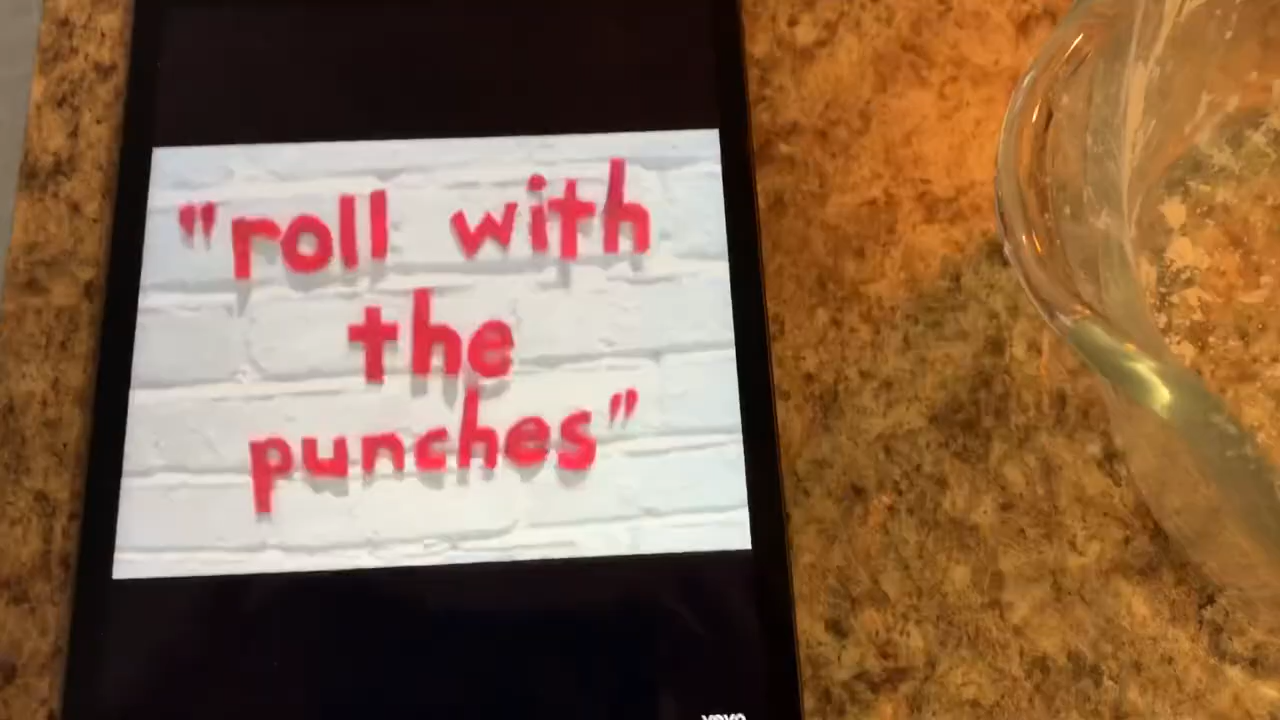 "roll with
the
punches"